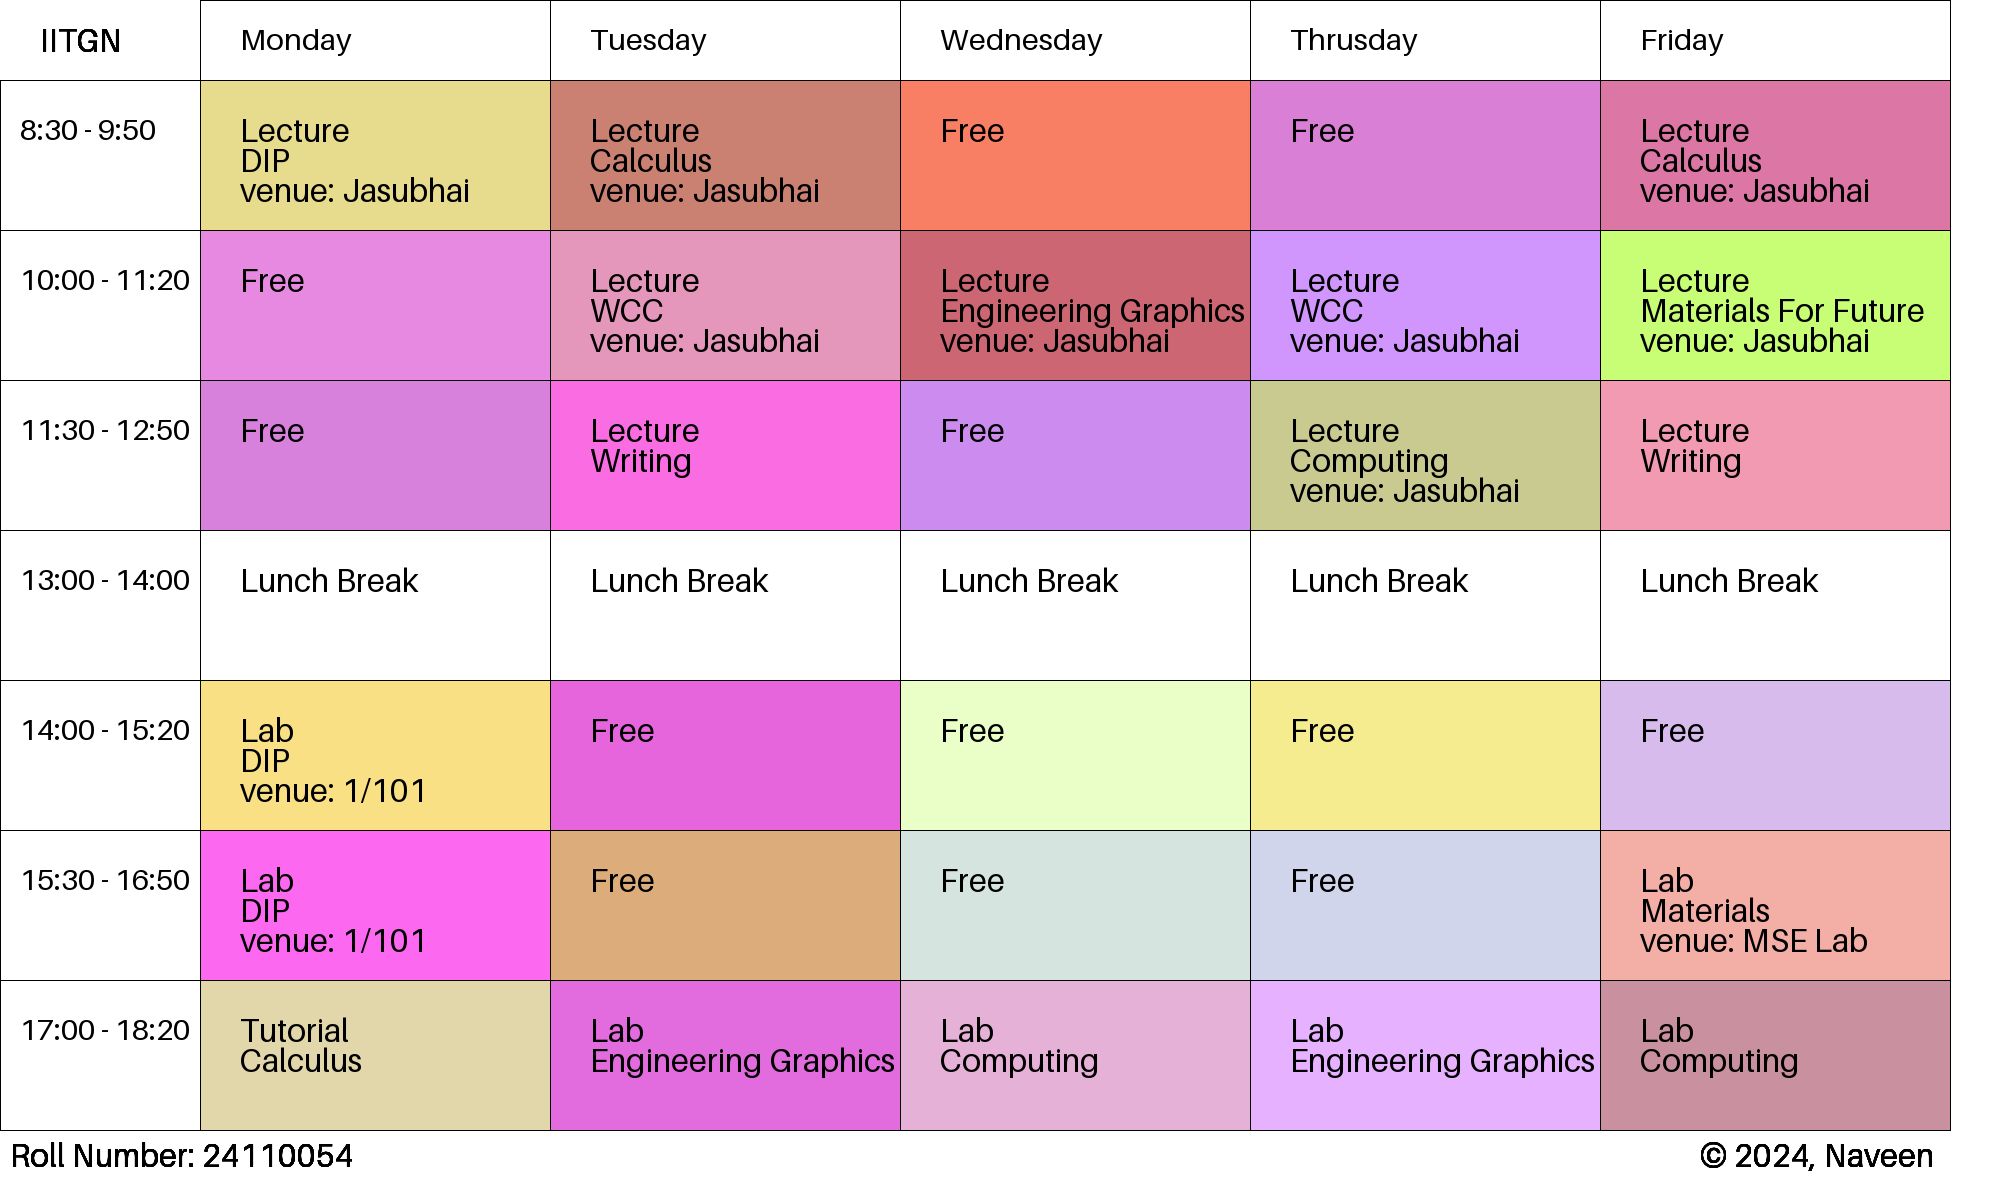 IITGN
Monday
Tuesday
Wednesday
Thrusday
Friday
8:30 - 9:50
Lecture
DIP
venue: Jasubhai
Lecture
Calculus
venue: Jasubhai
Free
Free
Lecture
Calculus
venue: Jasubhai
10:00 - 11:20
Free
Lecture
WCC
venue: Jasubhai
Lecture
Engineering Graphics
venue: Jasubhai
Lecture
WCC
venue: Jasubhai
Lecture
Materials For Future
venue: Jasubhai
11:30 - 12:50
Free
Lecture
Writing
Free
Lecture
Computing
venue: Jasubhai
Lecture
Writing
13:00 - 14:00
Lunch Break
Lunch Break
Lunch Break
Lunch Break
Lunch Break
14:00 - 15:20
Lab
DIP
venue: 1/101
Free
Free
Free
Free
15:30 - 16:50
Lab
DIP
venue: 1/101
Free
Free
Free
Lab
Materials
venue: MSE Lab
17:00 - 18:20
Tutorial
Calculus
Lab
Engineering Graphics
Lab
Computing
Lab
Engineering Graphics
Lab
Computing
Roll Number: 24110054
© 2024, Naveen